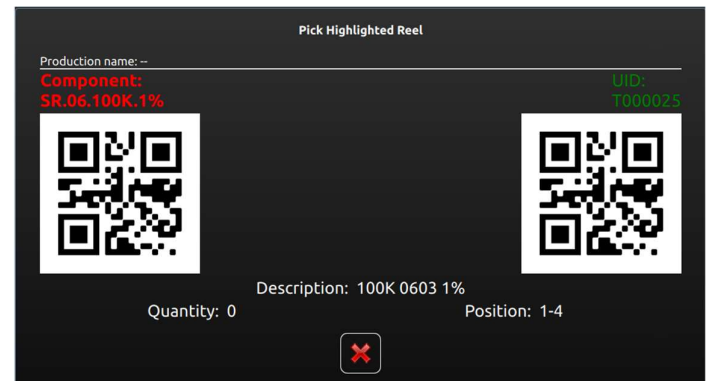 Pick Highlighted Reel
Production name: --
Component:
SR.06.100K.1%
UID:
T000025
Description: 100K 0603 1%
Quantity: 0
Position: 1-4